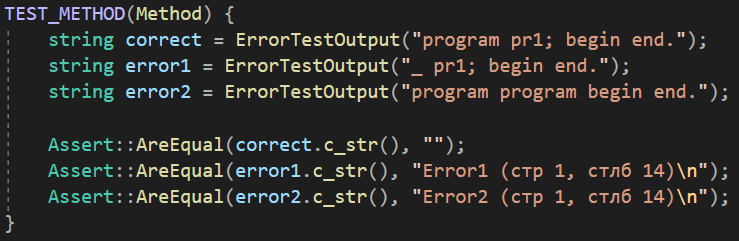 TEST_METHOD(Method) {
string correct = ErrorTestOutput("program pr1; begin end.");
string error1 = ErrorTestOutput("_ pr1; begin end.");
string error2 = ErrorTestOutput("program program begin end.");
Assert::AreEqual(correct.c_str(), "");
Assert::AreEqual(error1.c_str(), "Error1 (стр 1, стлб 14)\n");
Assert::AreEqual(error2.c_str(), "Error2 (стр 1, стлб 14)\n");
}